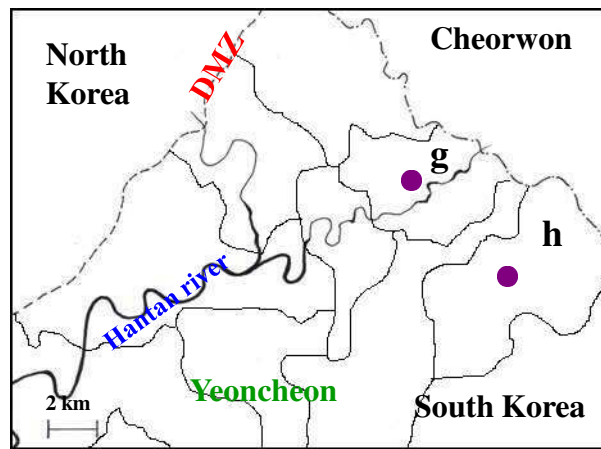 North
Korea
DMZ
Cheorwon
g
h
Hantan river
Yeoncheon
2 km
South Korea